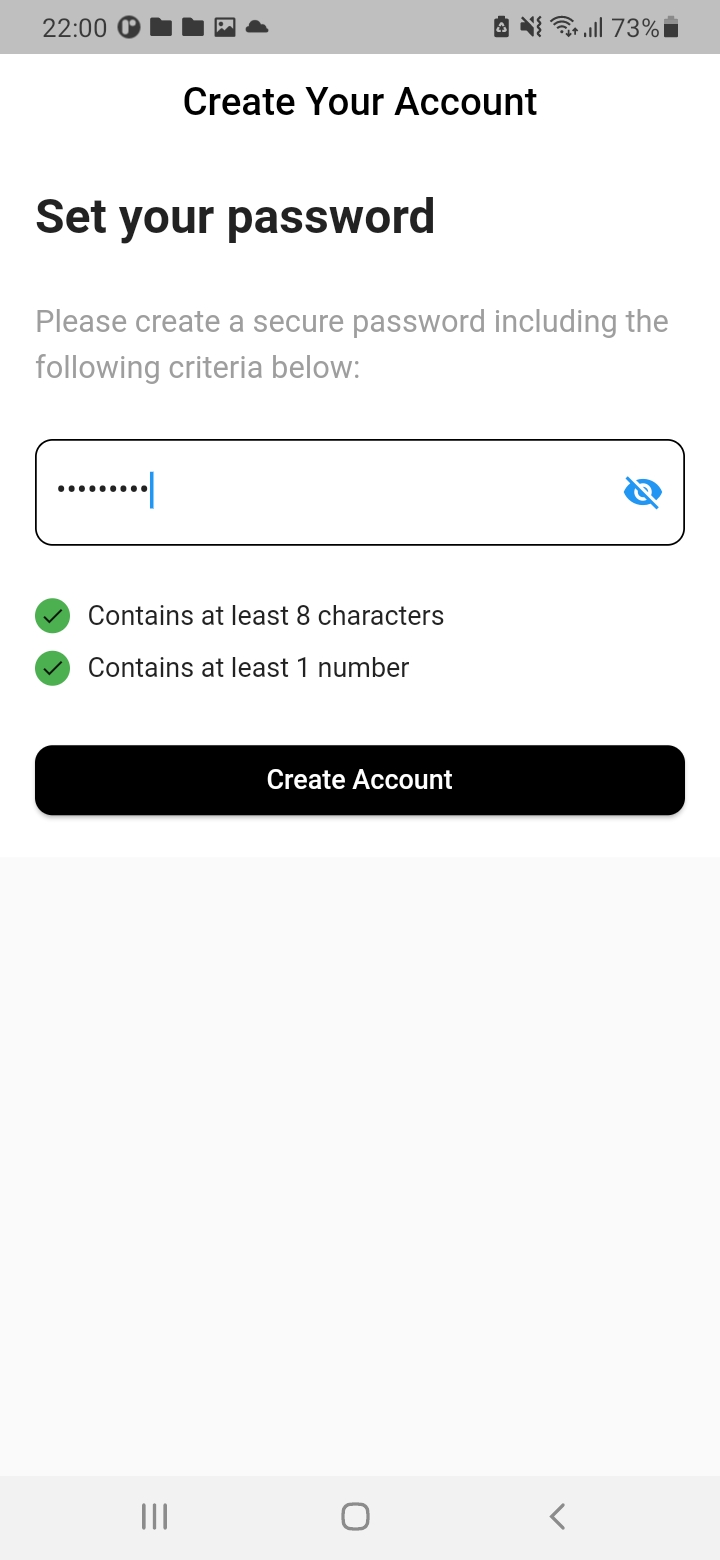 22:00
73%
Create Your Account
Set your password
Please create a secure password including the
following criteria below:
•••••••••
Contains at least 8 characters
Contains at least 1 number
Create Account